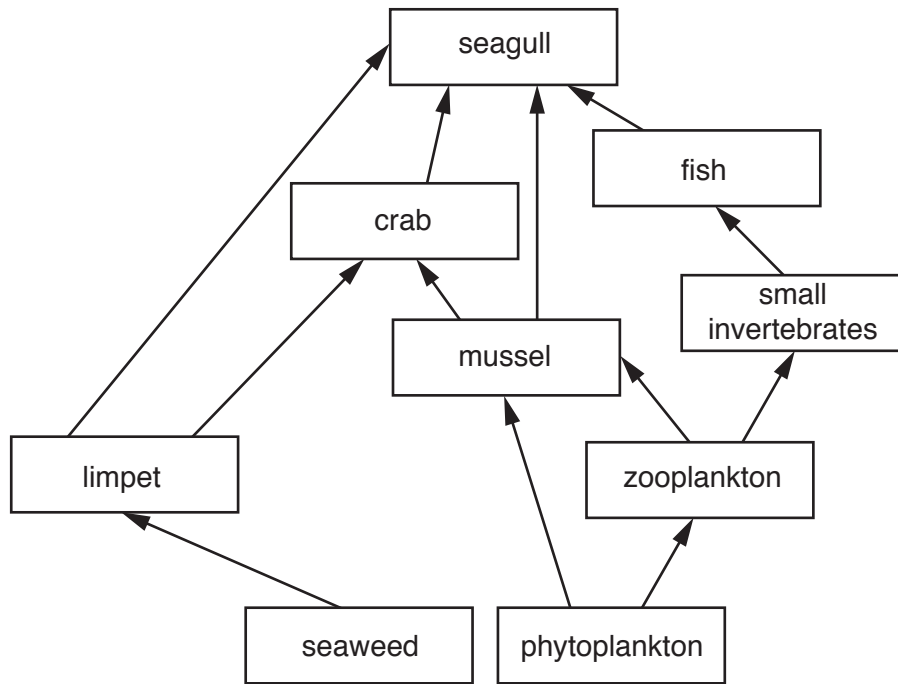 seagull
fish
crab
small
invertebrates
mussel
limpet
zooplankton
seaweed
phytoplankton